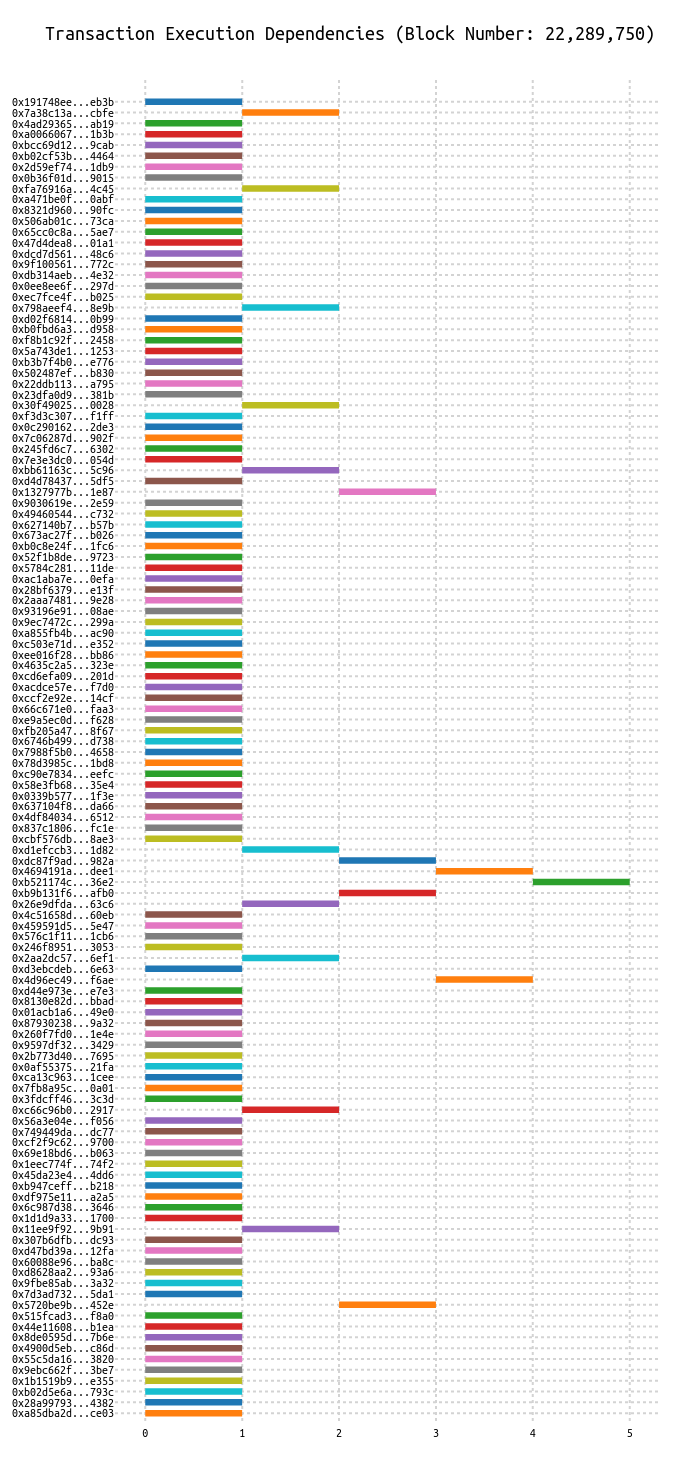 Transaction Execution Dependencies (Block Number: 22,289,750)
0x191748ee...eb3b
0x7a38c13a...cbfe
0x4ad29365...ab19
0xa0066067...1b3b
0xbcc69d12...9cab
0xb02cf53b...4464
0x2d59ef74...1db9
0x0b36f01d...9015
0xfa76916a...4c45
0xa471be0f...0abf
0x8321d960...90fc
0x506ab01c...73ca
0x65cc0c8a...5ae7
0x47d4dea8...01a1
0xdcd7d561...48c6
0x9f100561...772c
0xdb314aeb...4e32
0x0ee8ee6f...297d
0xec7fce4f...b025
0x798aeef4...8e9b
0xd02f6814...0b99
0xb0fbd6a3...d958
0xf8b1c92f...2458
0x5a743de1...1253
0xb3b7f4b0...e776
0x502487ef...b830
0x22ddb113...a795
0x23dfa0d9...381b
0x30f49025...0028
0xf3d3c307...f1ff
0x0c290162...2de3
0x7c06287d...902f
0x245fd6c7...6302
0x7e3e3dc0...054d
0xbb61163c...5c96
0xd4d78437...5df5
0x1327977b...1e87
0x9030619e...2e59
0x49460544...c732
0x627140b7...b57b
0x673ac27f...b026
0xb0c8e24f...1fc6
0x52f1b8de...9723
0x5784c281...11de
0xac1aba7e...0efa
0x28bf6379...e13f
0x2aaa7481...9e28
0x93196e91...08ae
0x9ec7472c...299a
0xa855fb4b...ac90
0xc503e71d...e352
0xee016f28...bb86
0x4635c2a5...323e
0xcd6efa09...201d
0xacdce57e...f7d0
0xccf2e92e...14cf
0x66c671e0...faa3
0xe9a5ec0d...f628
0xfb205a47...8f67
0x6746b499...d738
0x7988f5b0...4658
0x78d3985c...1bd8
0xc90e7834...eefc
0x58e3fb68...35e4
0x0339b577...1f3e
0x637104f8...da66
0x4df84034...6512
0x837c1806...fc1e
0xcbf576db...8ae3
0xd1efccb3...1d82
0xdc87f9ad...982a
0x4694191a...dee1
0xb521174c...36e2
0xb9b131f6...afb0
0x26e9dfda...63c6
0x4c51658d...60eb
0x459591d5...5e47
0x576c1f11...1cb6
0x246f8951...3053
0x2aa2dc57...6ef1
0xd3ebcdeb...6e63
0x4d96ec49...f6ae
0xd44e973e...e7e3
0x8130e82d...bbad
0x01acb1a6...49e0
0x87930238...9a32
0x260f7fd0...1e4e
0x9597df32...3429
0x2b773d40...7695
0x0af55375...21fa
0xca13c963...1cee
0x7fb8a95c...0a01
0x3fdcff46...3c3d
0xc66c96b0...2917
0x56a3e04e...f056
0x749449da...dc77
0xcf2f9c62...9700
0x69e18bd6...b063
0x1eec774f...74f2
0x45da23e4...4dd6
0xb947ceff...b218
0xdf975e11...a2a5
0x6c987d38...3646
0x1d1d9a33...1700
0x11ee9f92...9b91
0x307b6dfb...dc93
0xd47bd39a...12fa
0x60088e96...ba8c
0xd8628aa2...93a6
0x9fbe85ab...3a32
0x7d3ad732...5da1
0x5720be9b...452e
0x515fcad3...f8a0
0x44e11608...b1ea
0x8de0595d...7b6e
0x4900d5eb...c86d
0x55c5da16...3820
0x9ebc662f...3be7
0x1b1519b9...e355
0xb02d5e6a...793c
0x28a99793...4382
0xa85dba2d...ce03
0 1 2 3 4 5